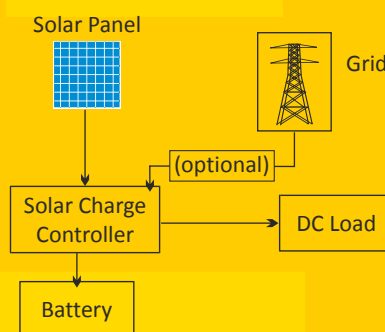 Solar Panel
Grid
(optional)
Solar Charge
Controller
DC Load
Battery